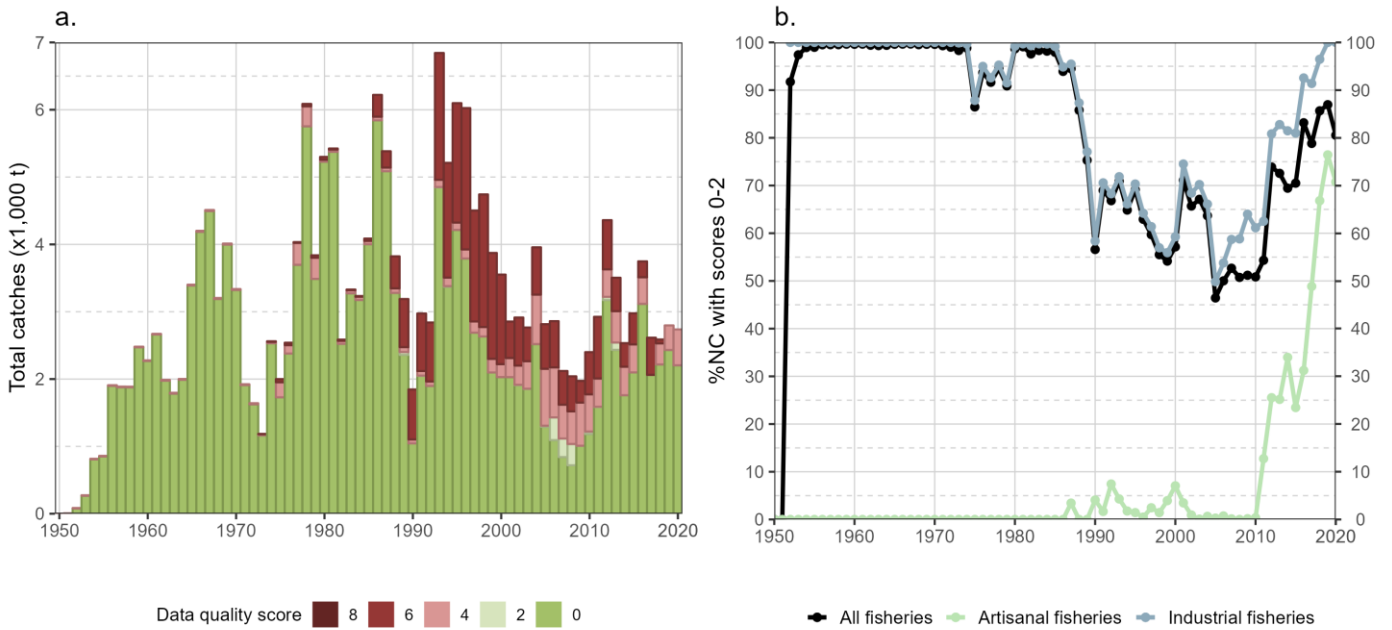 a.
Total catches (x1,000 t)
7
6
4
2
0
1950 1960 1970 1980 1990 2000 2010 2020
Data quality score 8 6 4 2 0
b.
%NC with scores 0-2
100 100
90 90
80 80
70 70
60 60
50 50
40 40
30 30
20 20
10 10
0 0
1950 1960 1970 1980 1990 2000 2010 2020
All fisheries Artisanal fisheries Industrial fisheries